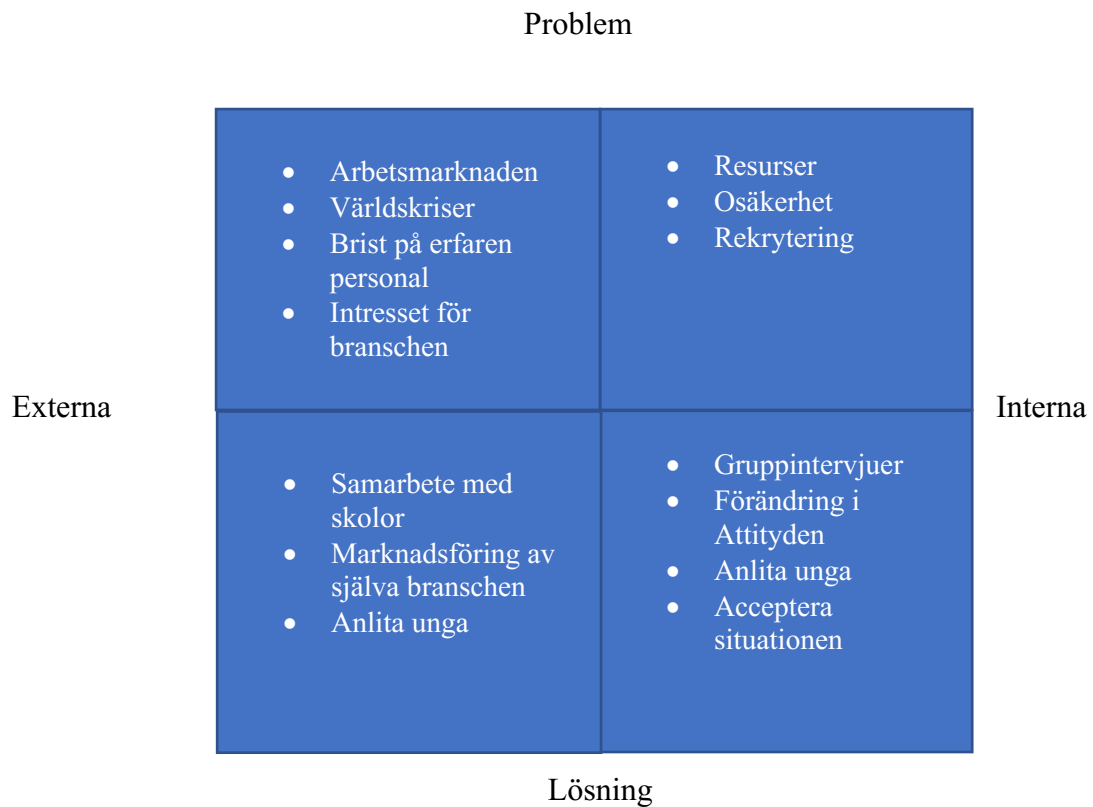 Problem
• Arbetsmarknaden
• Världskriser
• Brist på erfaren
personal
• Intresset för
branschen
• Resurser
• Osäkerhet
• Rekrytering
Externa
Interna
• Samarbete med
skolor
• Marknadsföring av
själva branschen
• Anlita unga
• Gruppintervjuer
• Förändring i
Attityden
• Anlita unga
• Acceptera
situationen
Lösning